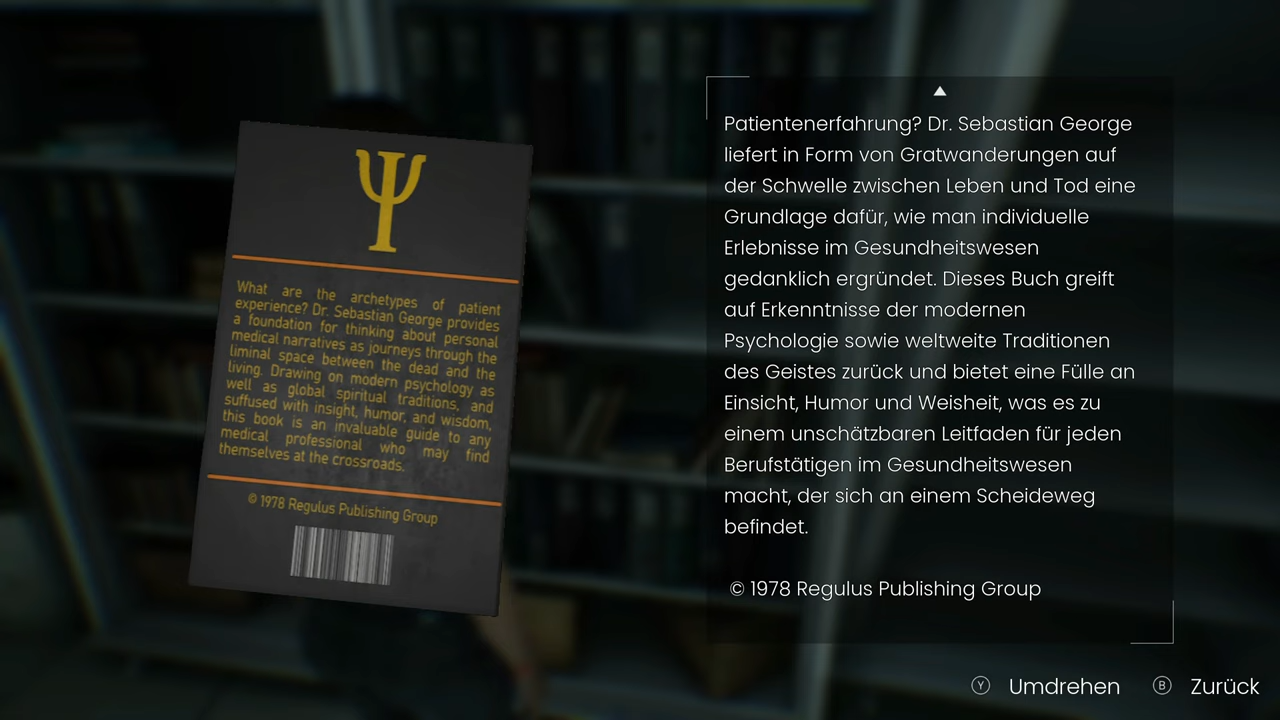 Ψ
What are the archetypes of patient
experience? Dr. Sebastian George provides
a foundation for thinking about personal
medical narratives as journeys through the
liminal space between the dead and the
living. Drawing on modern psychology as
well as global spiritual traditions, and
suffused with insight, humor, and wisdom,
this book is an invaluable guide to any
medical professional who may find
themselves at the crossroads.
© 1978 Regulus Publishing Group
Patientenerfahrung? Dr. Sebastian George
liefert in Form von Gratwanderungen auf
der Schwelle zwischen Leben und Tod eine
Grundlage dafür, wie man individuelle
Erlebnisse im Gesundheitswesen
gedanklich ergründet. Dieses Buch greift
auf Erkenntnisse der modernen
Psychologie sowie weltweite Traditionen
des Geistes zurück und bietet eine Fülle an
Einsicht, Humor und Weisheit, was es zu
einem unschätzbaren Leitfaden für jeden
Berufstätigen im Gesundheitswesen
macht, der sich an einem Scheideweg
befindet.
© 1978 Regulus Publishing Group
Y Umdrehen B Zurück